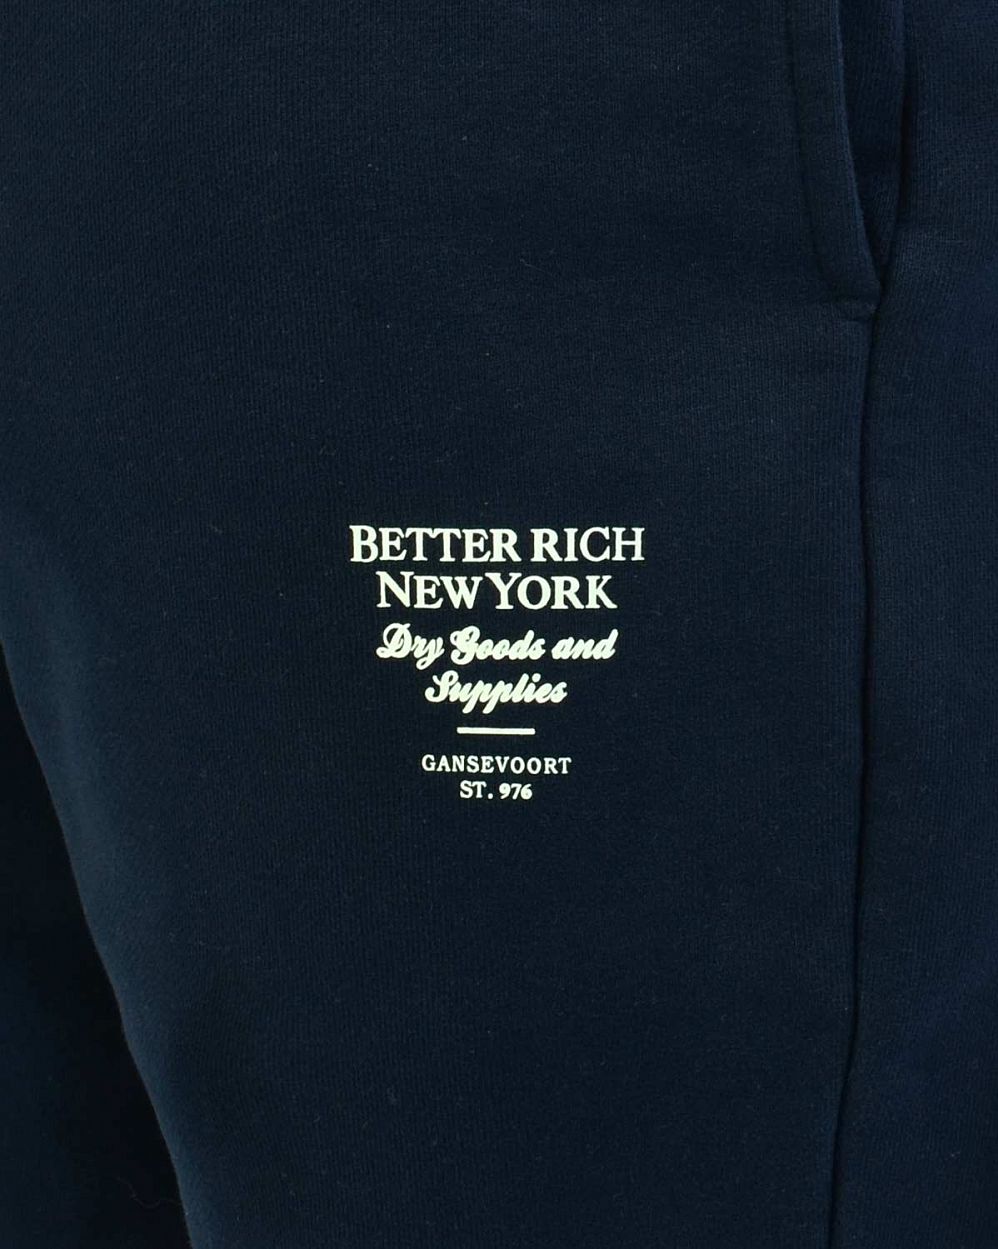 BETTER RICH
NEW YORK
Dry Goods and
Supplies
GANSEVOORT
ST. 976